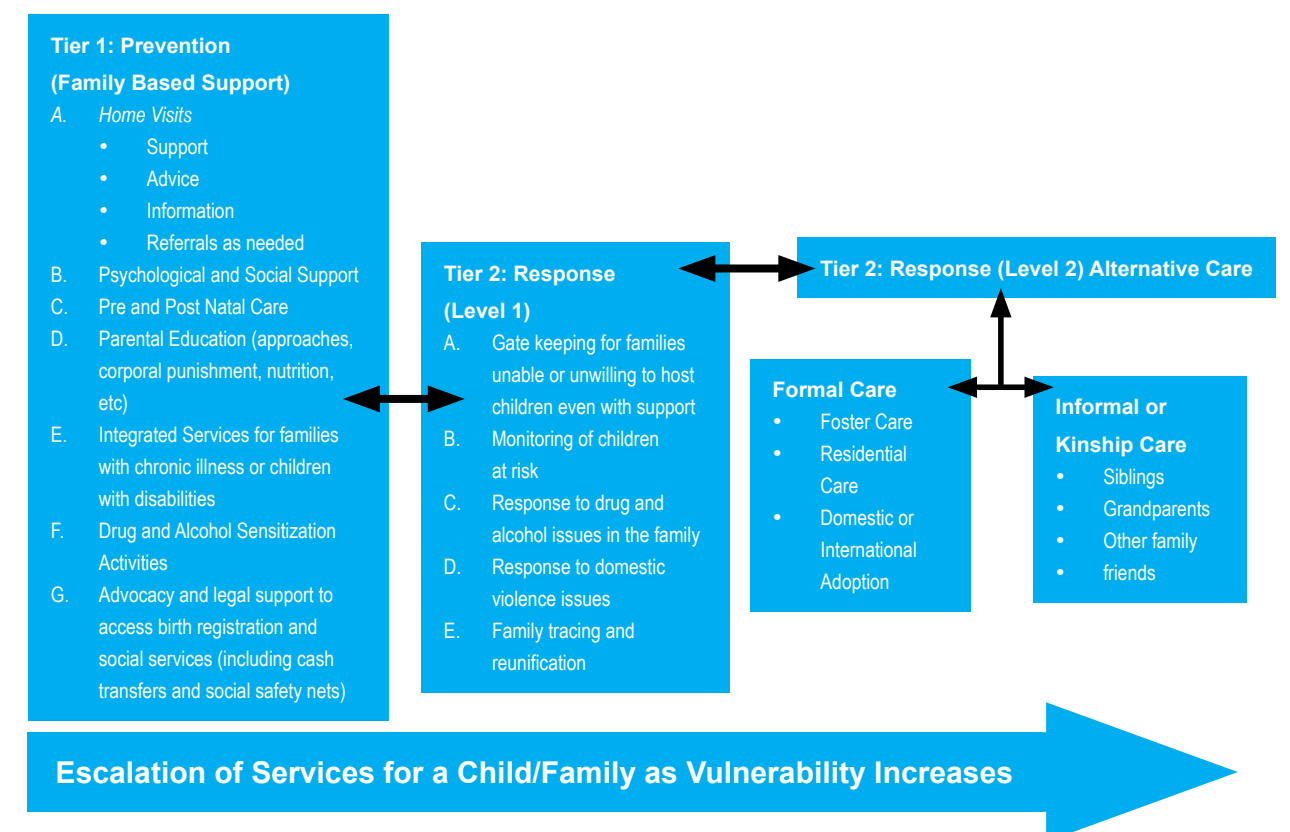 Tier 1: Prevention
(Family Based Support)
A. Home Visits
• Support
• Advice
• Information
• Referrals as needed
B. Psychological and Social Support
C. Pre and Post Natal Care
D. Parental Education (approaches,
corporal punishment, nutrition,
etc)
E. Integrated Services for families
with chronic illness or children
with disabilities
F. Drug and Alcohol Sensitization
Activities
G. Advocacy and legal support to
access birth registration and
social services (including cash
transfers and social safety nets)
Tier 2: Response
(Level 1)
A. Gate keeping for families
unable or unwilling to host
children even with support
B. Monitoring of children
at risk
C. Response to drug and
alcohol issues in the family
D. Response to domestic
violence issues
E. Family tracing and
reunification
Tier 2: Response (Level 2) Alternative Care
Formal Care
• Foster Care
• Residential
Care
• Domestic or
International
Adoption
Informal or
Kinship Care
• Siblings
• Grandparents
• Other family
• friends
Escalation of Services for a Child/Family as Vulnerability Increases